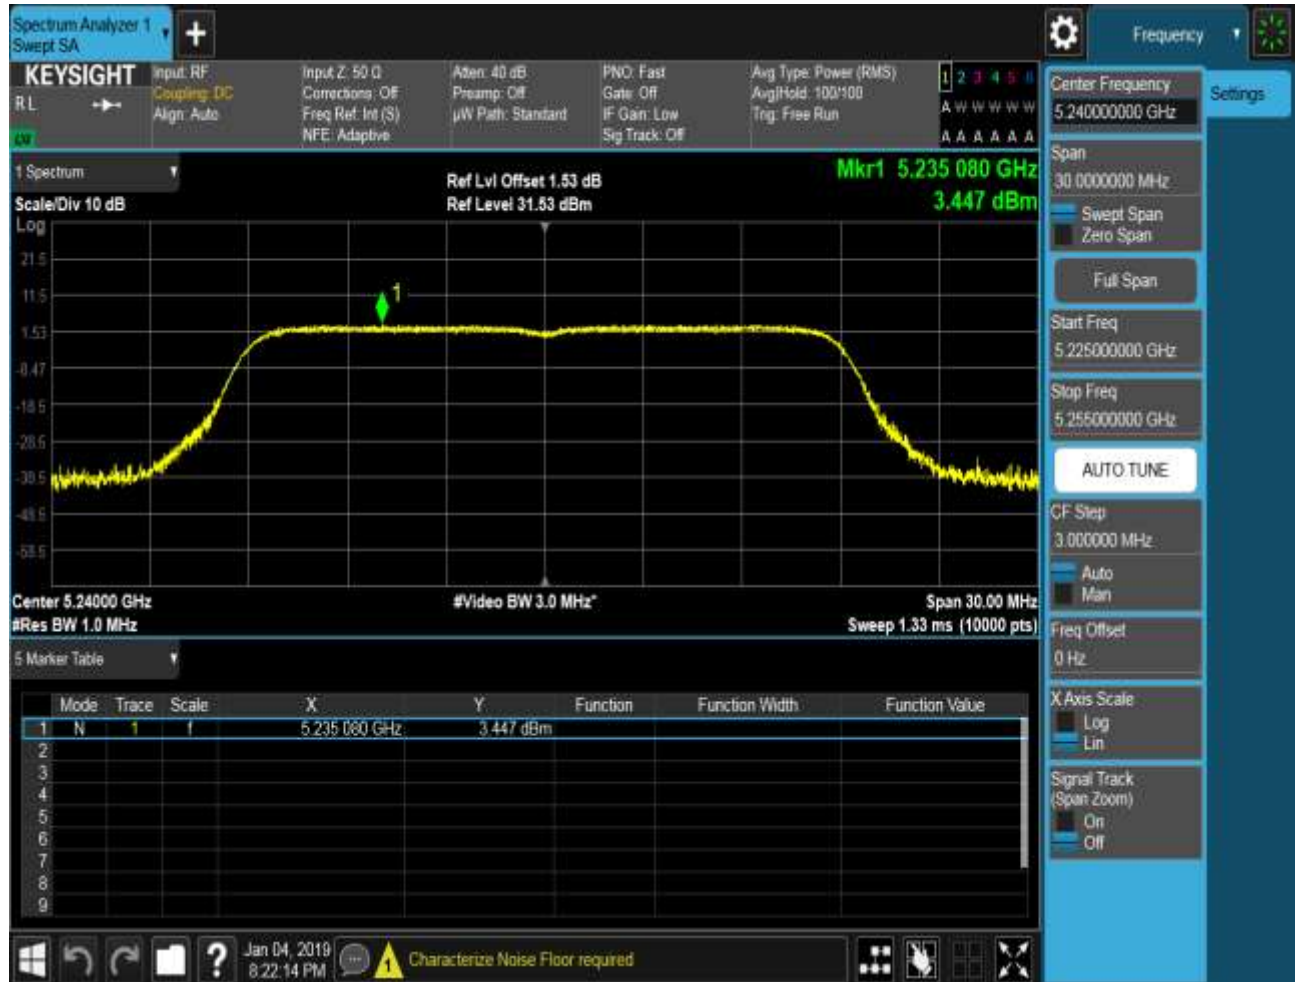 Spectrum Analyzer 1
Swept SA
+
Frequency
KEYSIGHT
R L
Input: RF
Coupling: DC
Align: Auto
Input Z: 50 Ω
Corrections: Off
Freq Ref: Int (S)
NFE: Adaptive
Atten: 40 dB
Preamp: Off
µW Path: Standard
PNO: Fast
Gate: Off
IF Gain: Low
Sig Track: Off
Avg Type: Power (RMS)
Avg|Hold: 100/100
Trig: Free Run
1 2 3 4 5 6
A W W W W W
A A A A A A
1 Spectrum
Scale/Div 10 dB
Log
Ref Lvl Offset 1.53 dB
Ref Level 31.53 dBm
Mkr1 5.235 080 GHz
3.447 dBm
21.5
11.5
1.53
-8.47
-18.5
-28.5
-38.5
-48.5
-58.5
1
Center 5.24000 GHz
#Res BW 1.0 MHz
#Video BW 3.0 MHz*
Span 30.00 MHz
Sweep 1.33 ms (10000 pts)
5 Marker Table
Mode Trace Scale X Y Function Function Width Function Value
1 N 1 f 5.235 080 GHz 3.447 dBm
2
3
4
5
6
7
8
9
Jan 04, 2019
8:22:14 PM
Characterize Noise Floor required
Center Frequency
5.240000000 GHz
Settings
Span
30.0000000 MHz
Swept Span
Zero Span
Full Span
Start Freq
5.225000000 GHz
Stop Freq
5.255000000 GHz
AUTO TUNE
CF Step
3.000000 MHz
Auto
Man
Freq Offset
0 Hz
X Axis Scale
Log
Lin
Signal Track
(Span Zoom)
On
Off